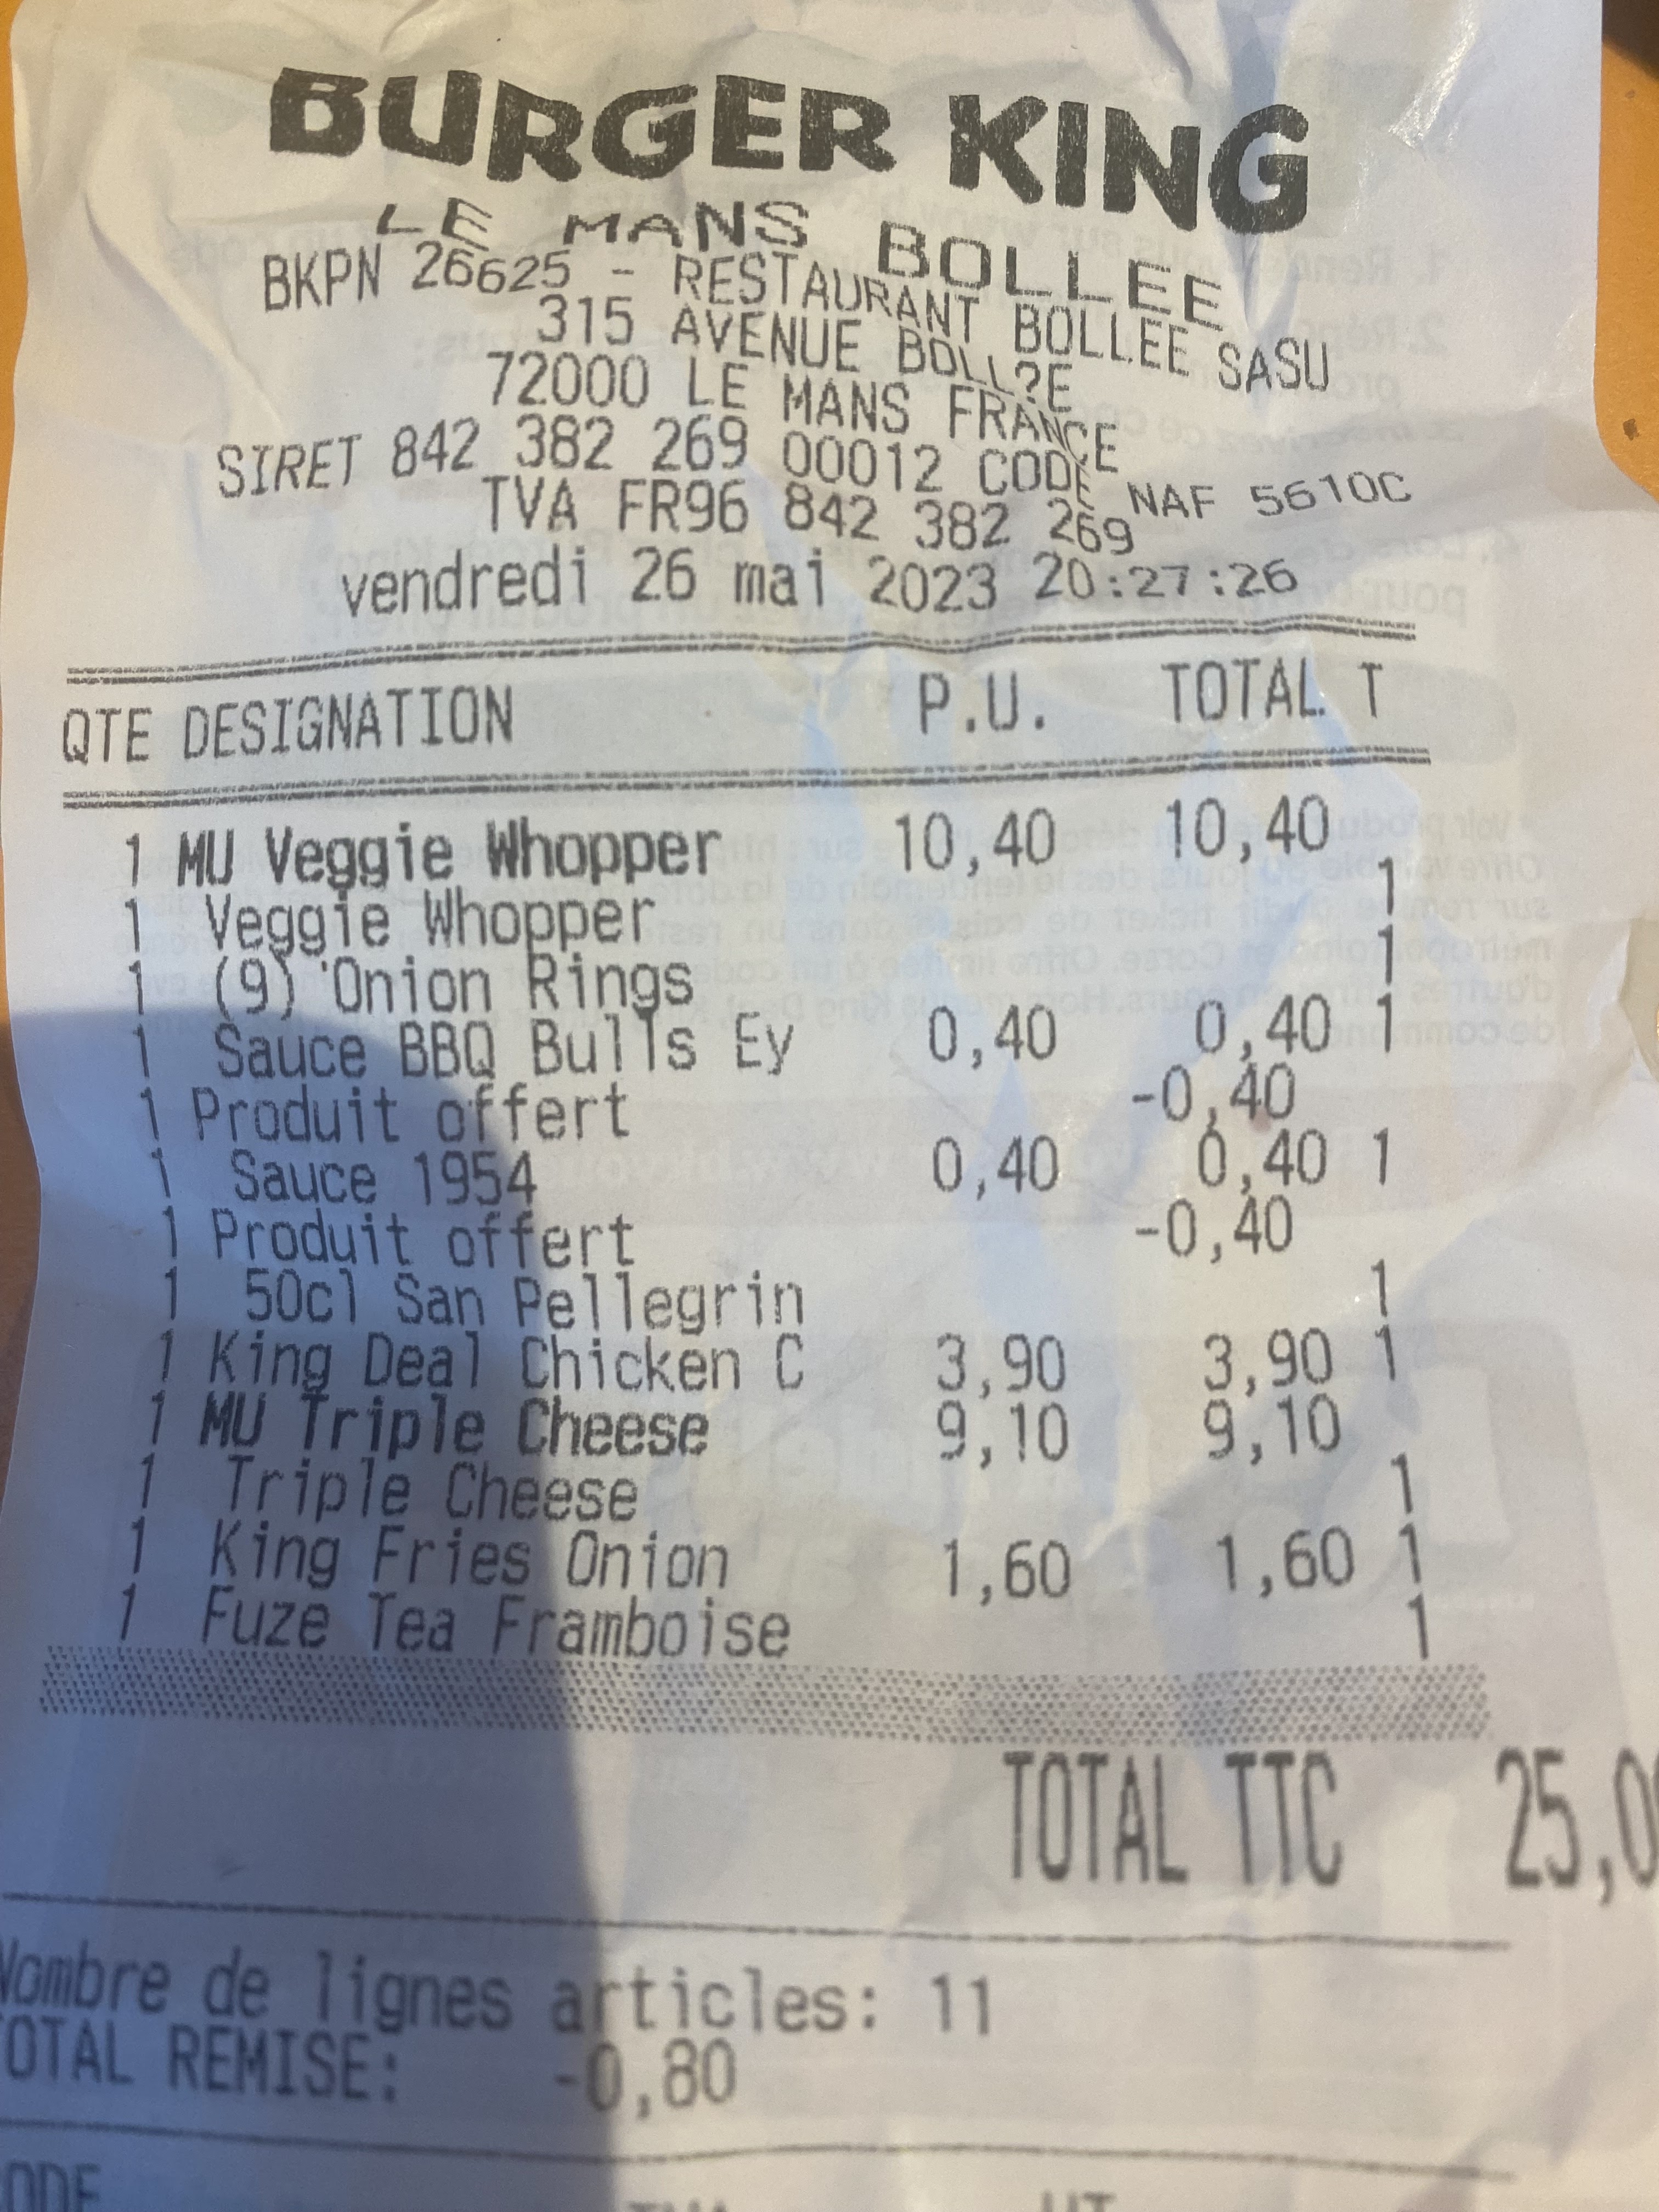 BURGER KING
LE MANS BOLLEE
BKPN 26625 - RESTAURANT BOLLEE SASU
315 AVENUE BOLL?E
72000 LE MANS FRANCE
SIRET 842 382 269 00012 CODE NAF 5610C
TVA FR96 842 382 269
vendredi 26 mai 2023 20:27:26
QTE DESIGNATION P.U. TOTAL T
1 MU Veggie Whopper 10,40 10,40
1 Veggie Whopper 1
1 (9) Onion Rings 1
1 Sauce BBQ Bulls Ey 0,40 0,40 1
1 Produit offert -0,40
1 Sauce 1954 0,40 0,40 1
1 Produit offert -0,40
1 50cl San Pellegrin 1
1 King Deal Chicken C 3,90 3,90 1
1 MU Triple Cheese 9,10 9,10
1 Triple Cheese 1
1 King Fries Onion 1,60 1,60 1
1 Fuze Tea Framboise 1
TOTAL TTC 25,0
Nombre de lignes articles: 11
TOTAL REMISE: -0,80